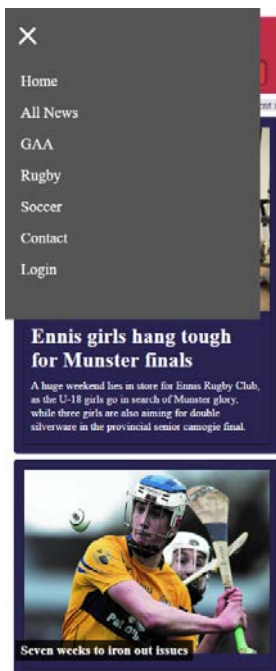 Home
All News
GAA
Rugby
Soccer
Contact
Login
Ennis girls hang tough
for Munster finals
A huge weekend lies in store for Ennis Rugby Club,
as the U-18 girls go in search of Munster glory,
while three girls are also aiming for double
silverware in the provincial senior camogie final.
Seven weeks to iron out issues